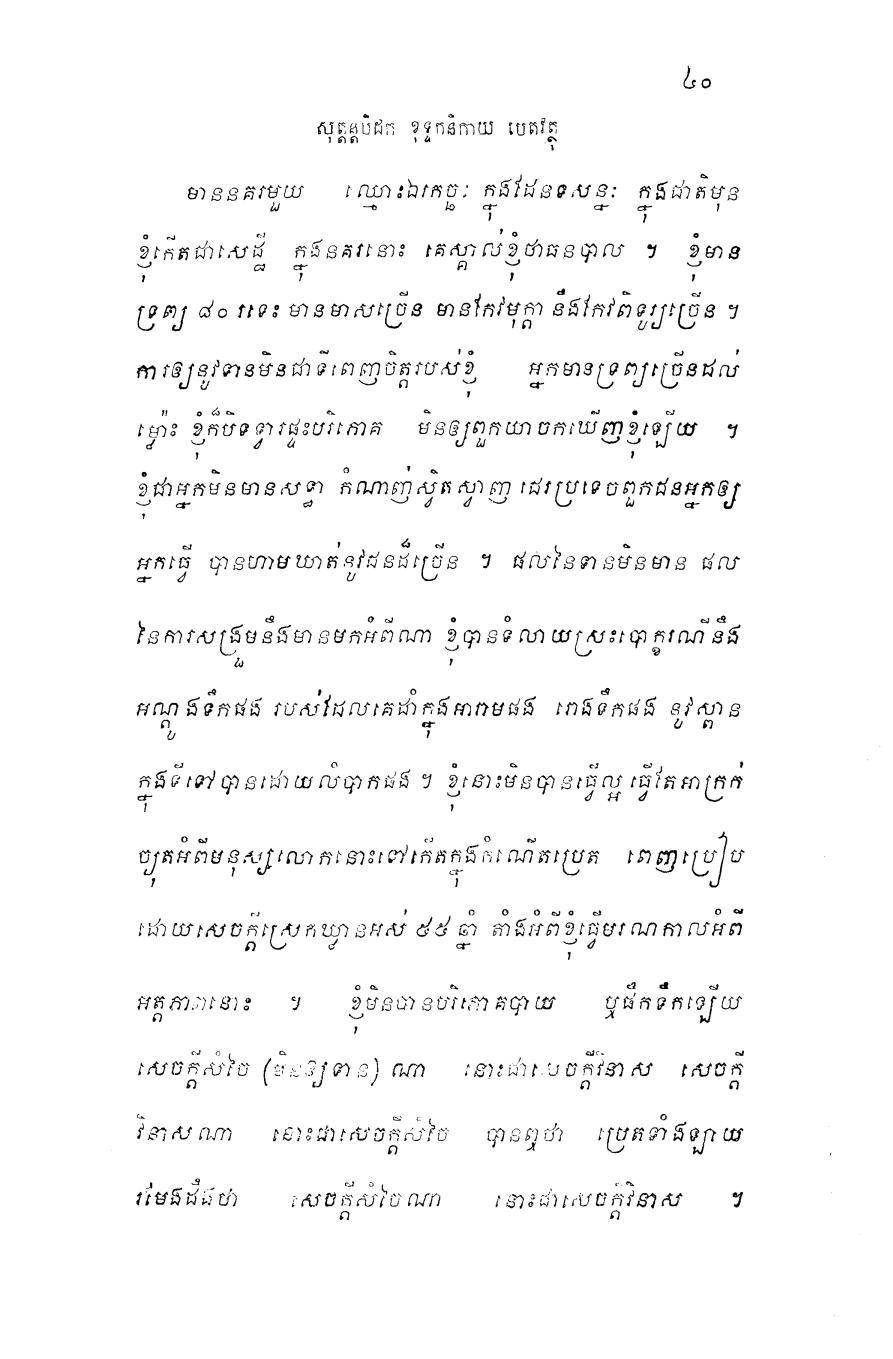 ៤០
សុត្តន្តបិដក ខុទ្ទកនិកាយ បេតវត្ថុ
មាននគរមួយ ឈ្មោះឯរកច្ឆៈ ក្នុងដែនទសន្នៈ ក្នុងជាតិមុន
ខ្ញុំកើតជាសេដ្ឋី ក្នុងនគរនោះ គេស្គាល់ខ្ញុំថាធនបាល ។ ខ្ញុំមាន
ទ្រព្យ ៨០ រទេះ មានមាសច្រើន មានកែវមុក្តា នឹងកែវពិទូរ្យច្រើន ។
ការឲ្យនូវទានមិនជាទីពេញចិត្តរបស់ខ្ញុំ អ្នកមានទ្រព្យច្រើនដល់
ម្ល៉ោះ ខ្ញុំក៏បិទទ្វារផ្ទះបរិភោគ មិនឲ្យពួកយាចកឃើញខ្ញុំឡើយ ។
ខ្ញុំជាអ្នកមិនមានសទ្ធា កំណាញ់ស្វិតស្វាញ ជេរប្រទេចពួកជនអ្នកឲ្យ
អ្នកធ្វើ បានហាមឃាត់នូវជនដ៏ច្រើន ។ ផលនៃទានមិនមាន ផល
នៃការសង្រួមនឹងមានមកអំពីណា ខ្ញុំបានទំលាយស្រះបោក្ខរណីនឹង
អណ្តូងទឹកផង របស់ដែលគេដាំក្នុងអារាមផង រោងទឹកផង នូវស្ពាន
ក្នុងទីទៅបានដោយលំបាកផង ។ ខ្ញុំនោះមិនបានធ្វើល្អ ធ្វើតែអាក្រក់
ច្យុតអំពីមនុស្សលោកនោះទៅកើតក្នុងកំណើតប្រេត ពេញប្រៀប
ដោយសេចក្តីស្រេកឃ្លានអស់ ៥៥ ឆ្នាំ តាំងអំពីខ្ញុំធ្វើមរណកាលអំពី
អត្តភាពនោះ ។ ខ្ញុំមិនបានបរិភោគបាយ ឬផឹកទឹកឡើយ
សេចក្តីសំចៃ (មិនឲ្យទាន) ណា នោះជាសេចក្តីវិនាស សេចក្តី
វិនាសណា នោះជាសេចក្តីសំចៃ បានឮថា ប្រេតទាំងឡាយ
រមែងដឹងថា សេចក្តីសំចៃណា នោះជាសេចក្តីវិនាស ។